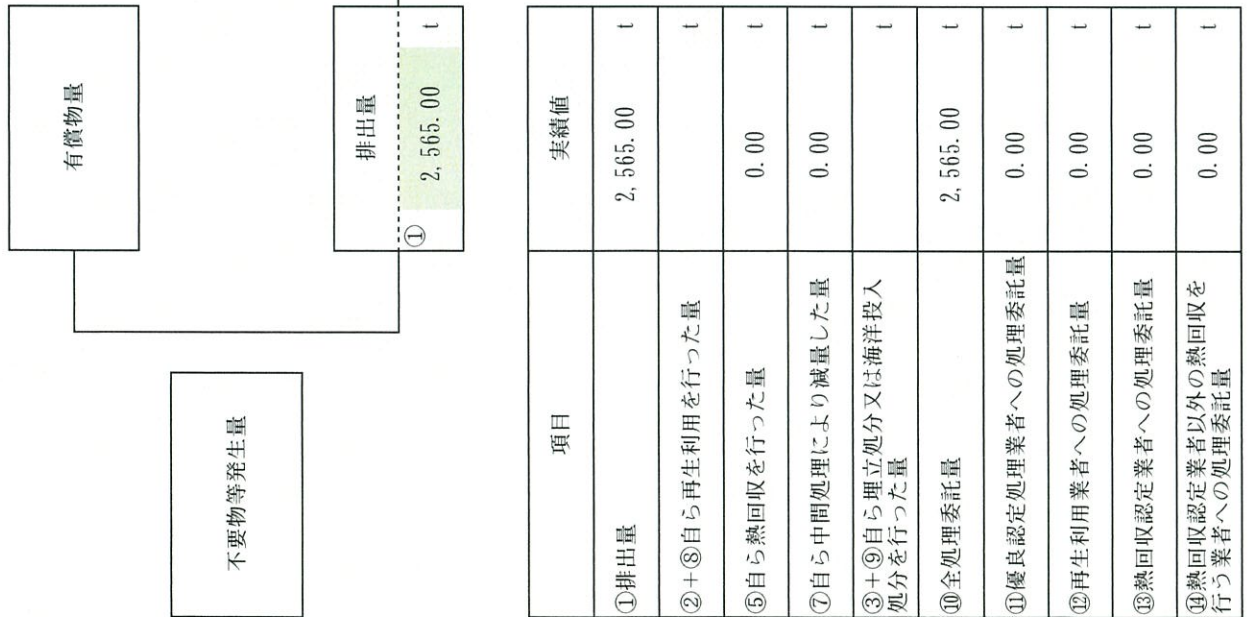 有償物量
不要物等発生量
排出量
① 2,565.00 t
項目 実績値
①排出量 2,565.00 t
②+⑧自ら再生利用を行った量 t
⑤自ら熱回収を行った量 0.00 t
⑦自ら中間処理により減量した量 0.00 t
③+⑨自ら埋立処分又は海洋投入
処分を行った量 t
⑩全処理委託量 2,565.00 t
⑪優良認定処理業者への処理委託量 0.00 t
⑫再生利用業者への処理委託量 0.00 t
⑬熱回収認定業者への処理委託量 0.00 t
⑭熱回収認定業者以外の熱回収を
行う業者への処理委託量 0.00 t